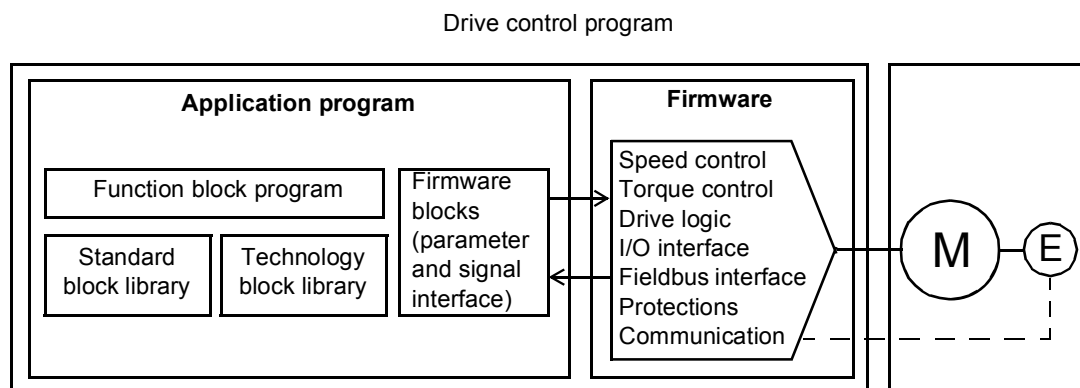 Drive control program
Application program
Function block program
Standard
block library
Technology
block library
Firmware
blocks
(parameter
and signal
interface)
Firmware
Speed control
Torque control
Drive logic
I/O interface
Fieldbus interface
Protections
Communication
M
E